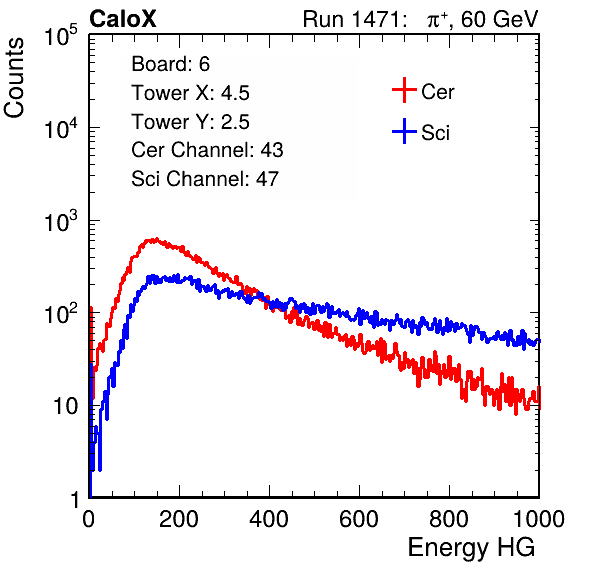 CaloX Run 1471: π⁺, 60 GeV
Counts
10⁵
10⁴
10³
10²
10
1
Board: 6
Tower X: 4.5
Tower Y: 2.5
Cer Channel: 43
Sci Channel: 47
Cer
Sci
0 200 400 600 800 1000
Energy HG